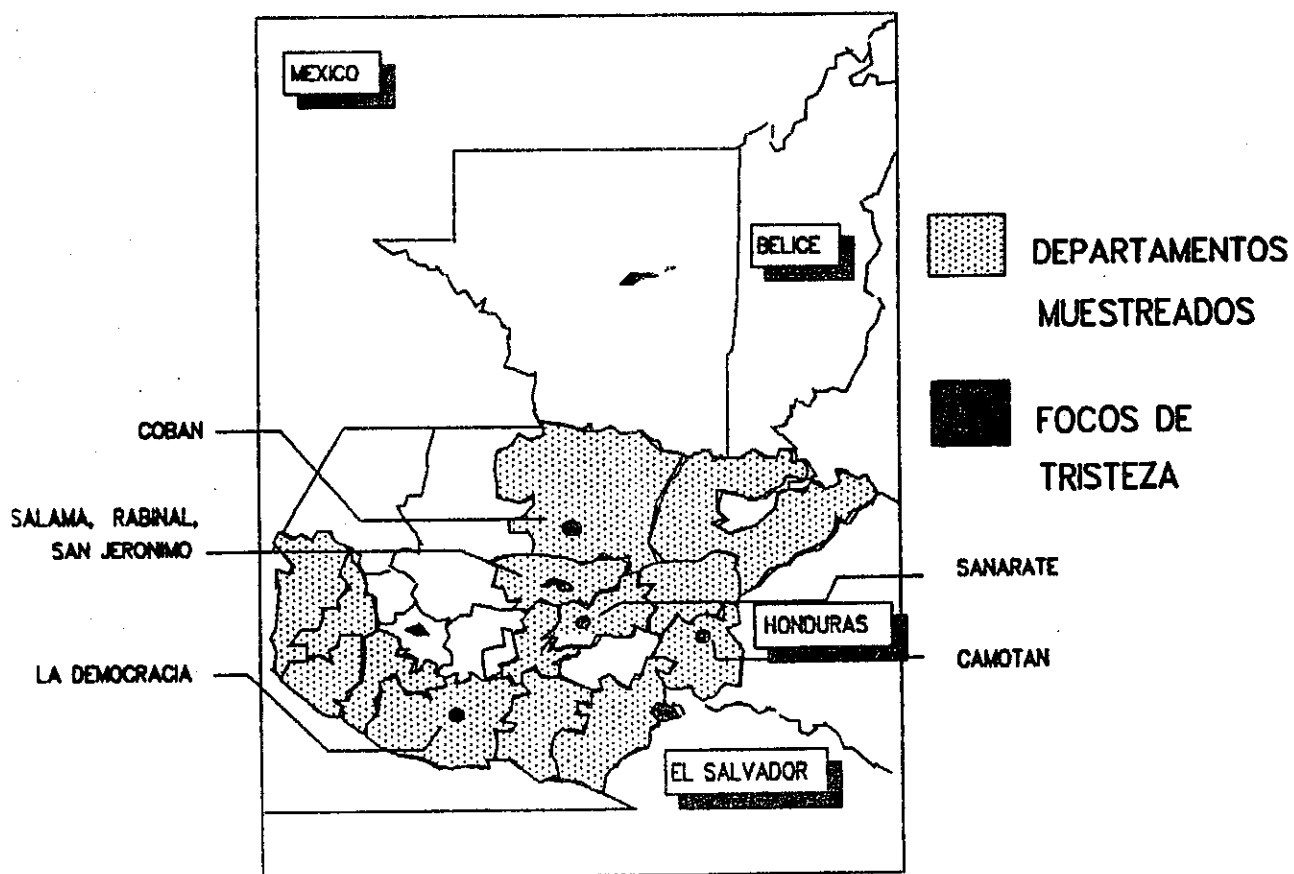 MEXICO
BELICE
DEPARTAMENTOS
MUESTREADOS
FOCOS DE
TRISTEZA
COBAN
SALAMA, RABINAL,
SAN JERONIMO
SANARATE
HONDURAS
CAMOTAN
LA DEMOCRACIA
EL SALVADOR